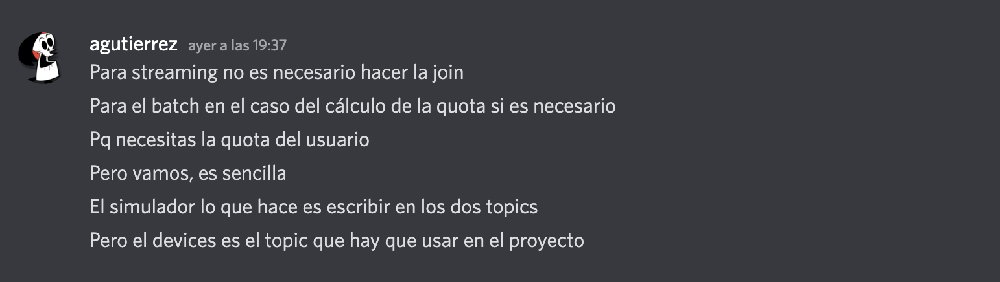 agutierrez ayer a las 19:37
Para streaming no es necesario hacer la join
Para el batch en el caso del cálculo de la quota si es necesario
Pq necesitas la quota del usuario
Pero vamos, es sencilla
El simulador lo que hace es escribir en los dos topics
Pero el devices es el topic que hay que usar en el proyecto